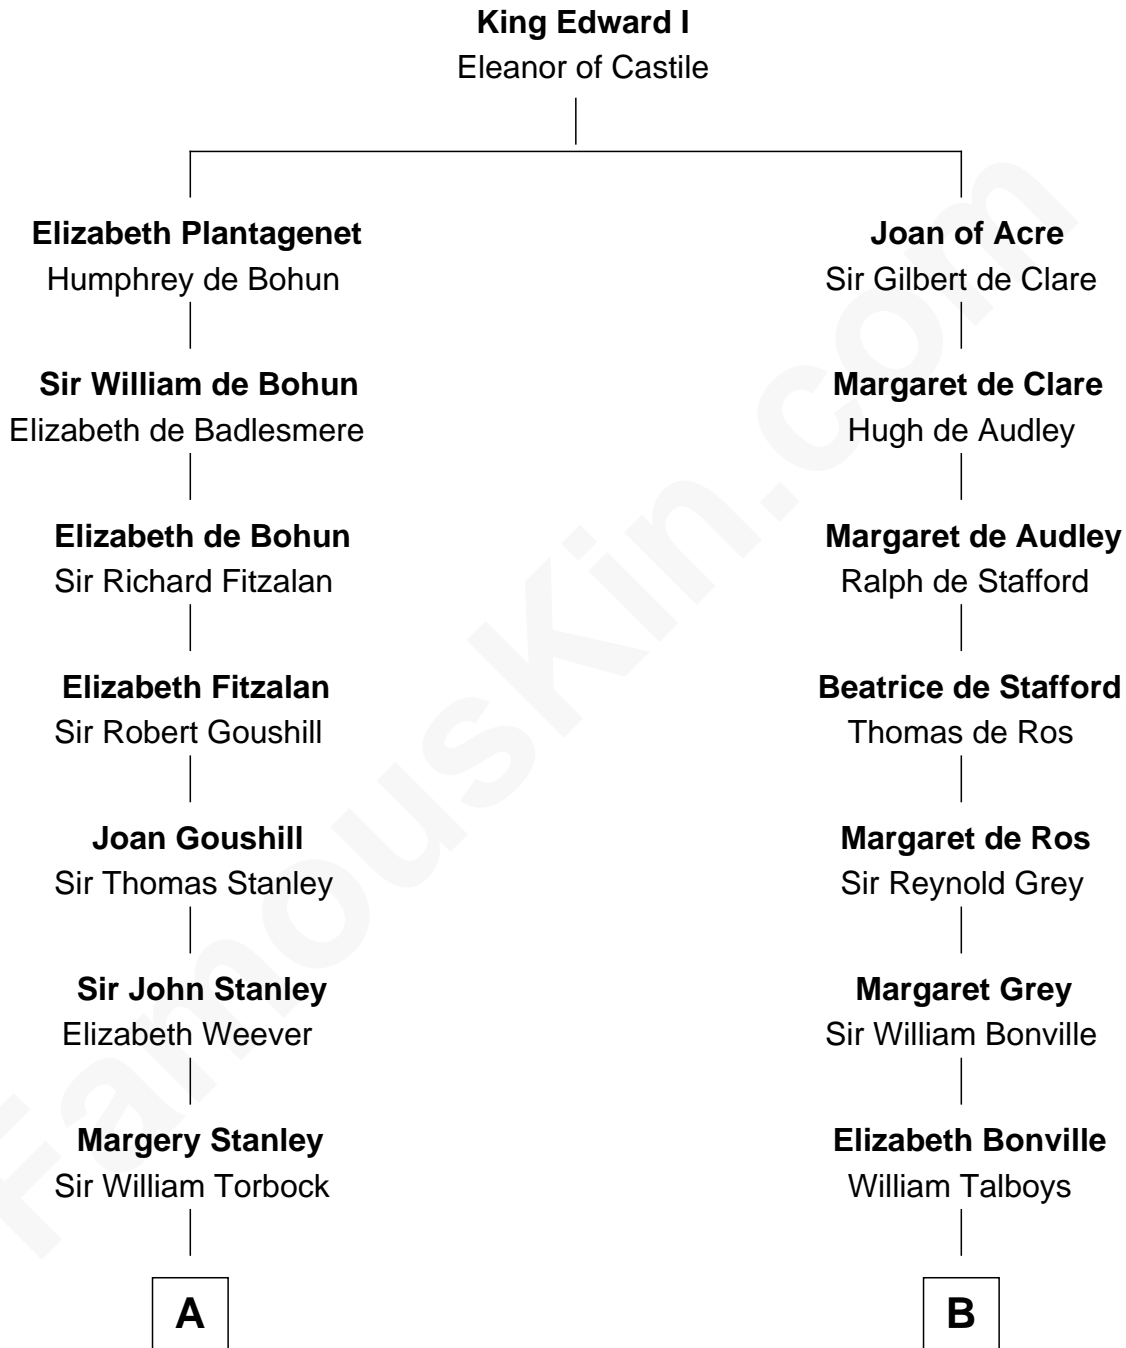 King Edward I
Eleanor of Castile
Elizabeth Plantagenet
Humphrey de Bohun
Joan of Acre
Sir Gilbert de Clare
Sir William de Bohun
Elizabeth de Badlesmere
Margaret de Clare
Hugh de Audley
Elizabeth de Bohun
Sir Richard Fitzalan
Margaret de Audley
Ralph de Stafford
Elizabeth Fitzalan
Sir Robert Goushill
Beatrice de Stafford
Thomas de Ros
Joan Goushill
Sir Thomas Stanley
Margaret de Ros
Sir Reynold Grey
Sir John Stanley
Elizabeth Weever
Margaret Grey
Sir William Bonville
Margery Stanley
Sir William Torbock
Elizabeth Bonville
William Talboys
A
B
FamousKin.com